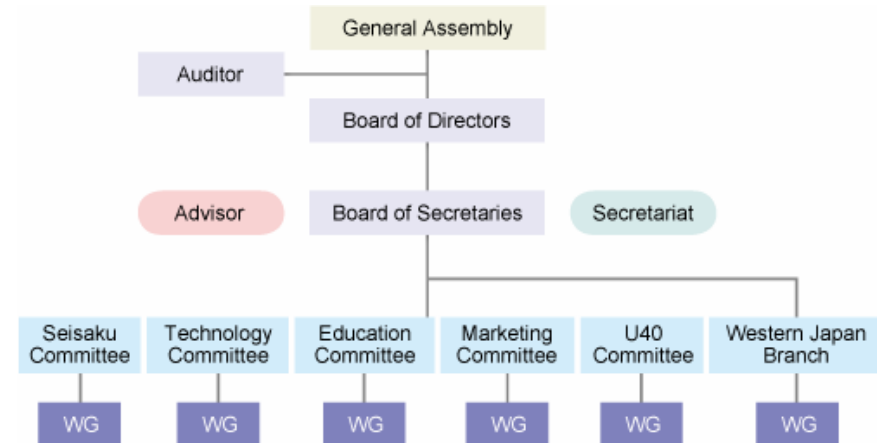 General Assembly
Auditor
Board of Directors
Advisor
Board of Secretaries
Secretariat
Seisaku
Committee
Technology
Committee
Education
Committee
Marketing
Committee
U40
Committee
Western Japan
Branch
WG
WG
WG
WG
WG
WG